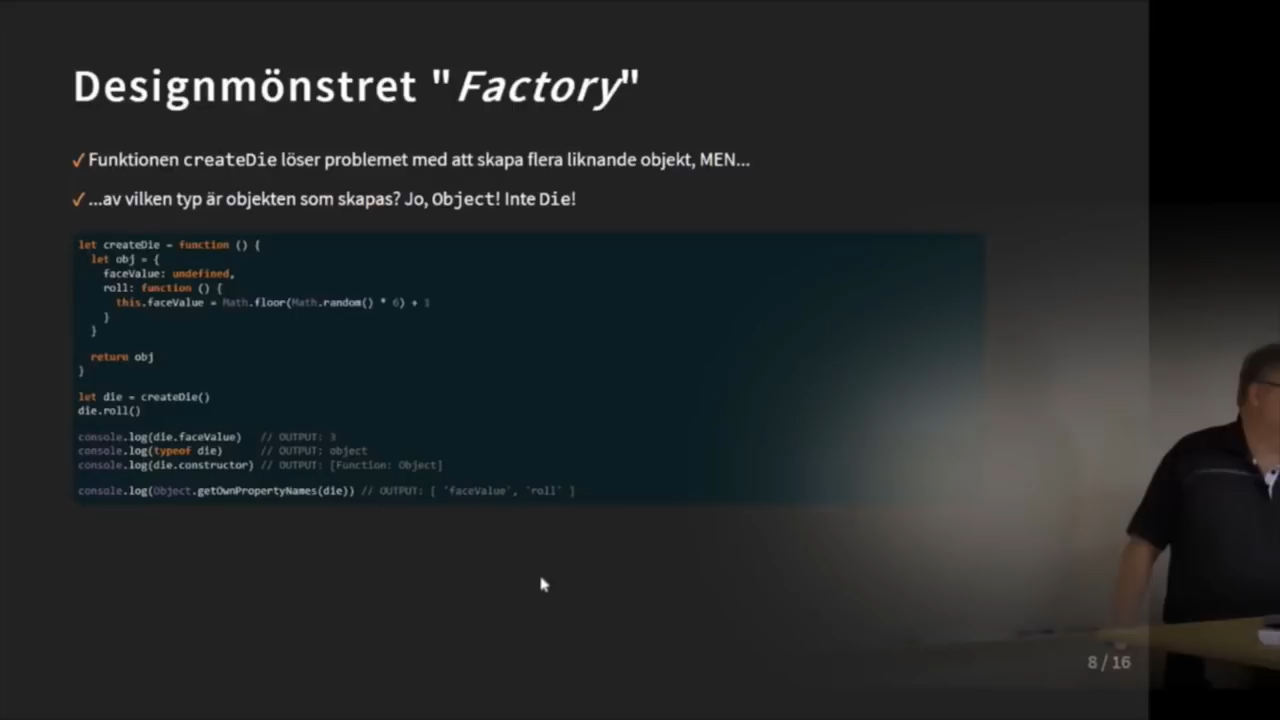 Designmönstret "Factory"
✓ Funktionen createDie löser problemet med att skapa flera liknande objekt, MEN...
✓ ...av vilken typ är objekten som skapas? Jo, Object! Inte Die!
let createDie = function () {
  let obj = {
    faceValue: undefined,
    roll: function () {
      this.faceValue = Math.floor(Math.random() * 6) + 1
    }
  }
  return obj
}
let die = createDie()
die.roll()
console.log(die.faceValue)   // OUTPUT: 3
console.log(typeof die)      // OUTPUT: object
console.log(die.constructor) // OUTPUT: [Function: Object]
console.log(Object.getOwnPropertyNames(die)) // OUTPUT: [ 'faceValue', 'roll' ]
8 / 16